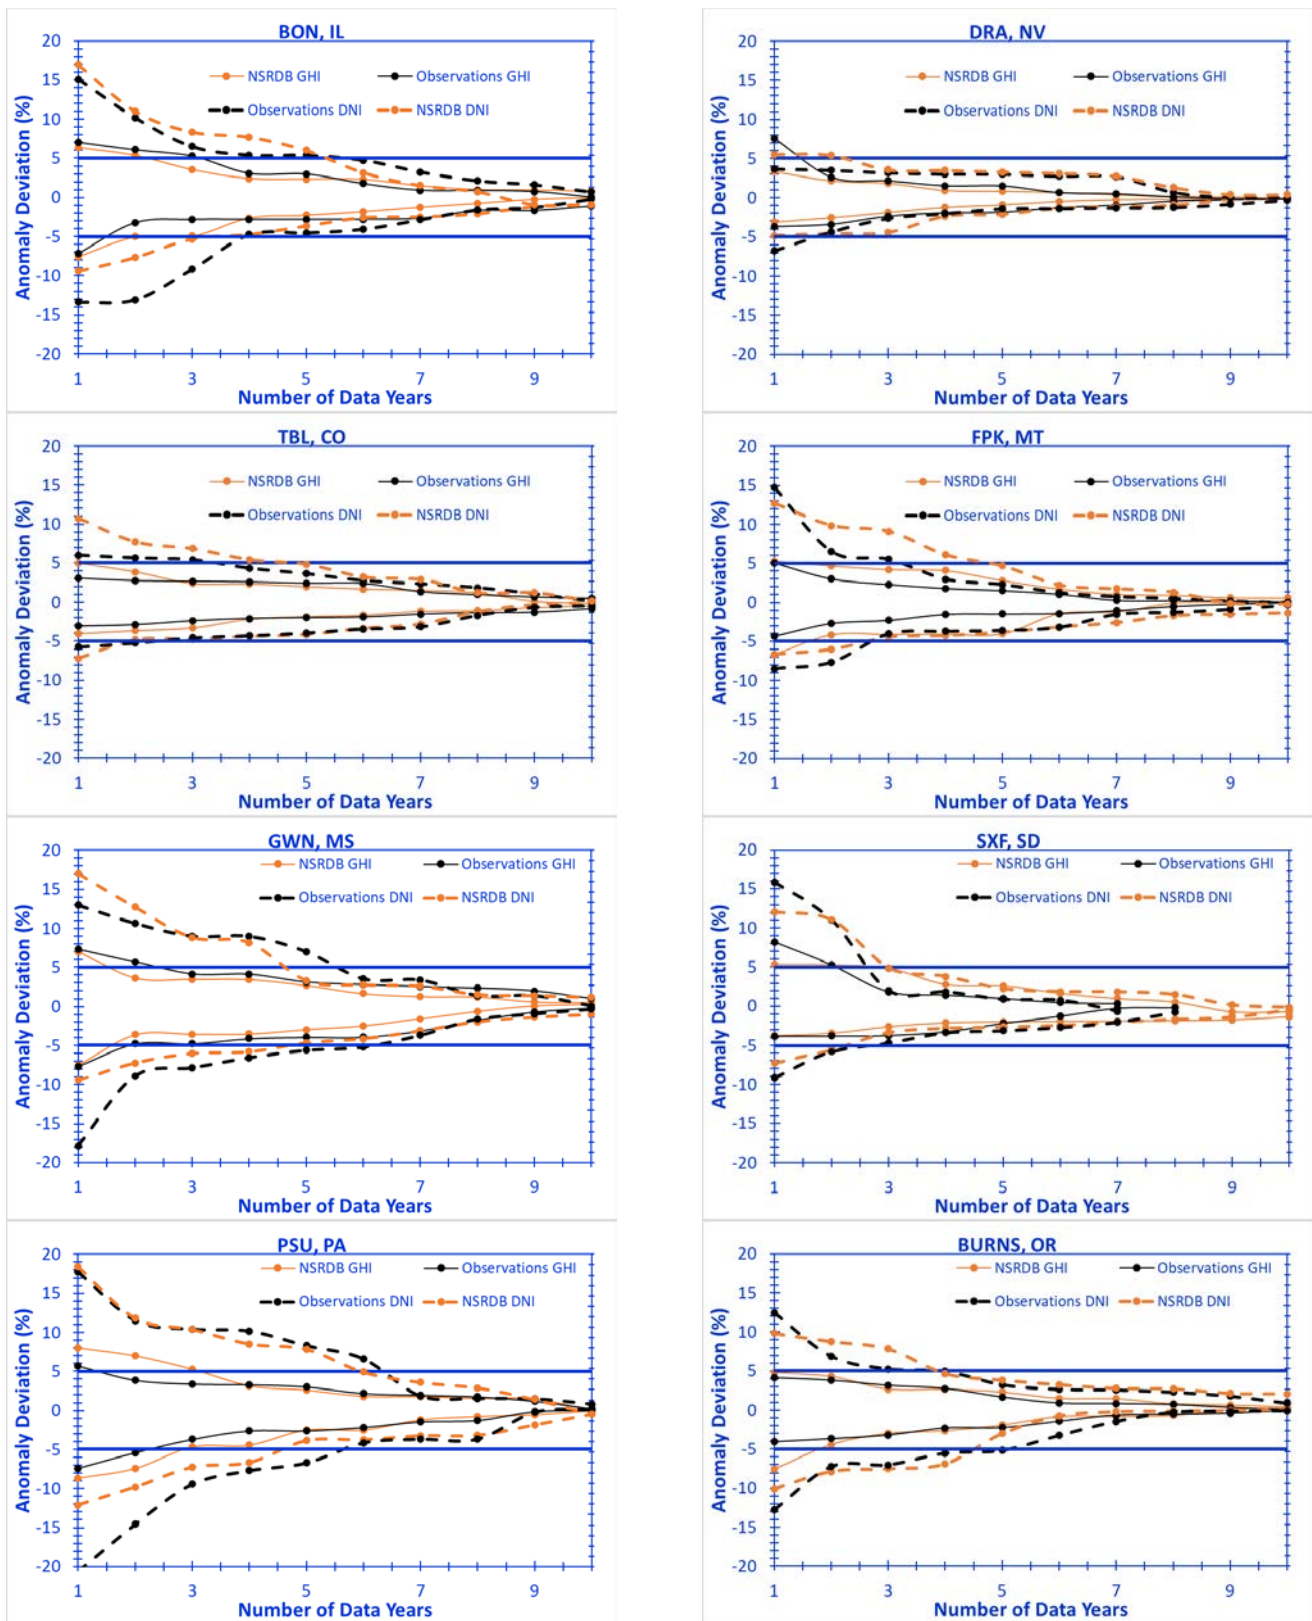 BON, IL
20
15
10
5
0
-5
-10
-15
-20
Anomaly Deviation (%)
NSRDB GHI
Observations GHI
Observations DNI
NSRDB DNI
1 3 5 7 9
Number of Data Years
DRA, NV
20
15
10
5
0
-5
-10
-15
-20
Anomaly Deviation (%)
NSRDB GHI
Observations GHI
Observations DNI
NSRDB DNI
1 3 5 7 9
Number of Data Years
TBL, CO
20
15
10
5
0
-5
-10
-15
-20
Anomaly Deviation (%)
NSRDB GHI
Observations GHI
Observations DNI
NSRDB DNI
1 3 5 7 9
Number of Data Years
FPK, MT
20
15
10
5
0
-5
-10
-15
-20
Anomaly Deviation (%)
NSRDB GHI
Observations GHI
Observations DNI
NSRDB DNI
1 3 5 7 9
Number of Data Years
GWN, MS
20
15
10
5
0
-5
-10
-15
-20
Anomaly Deviation (%)
NSRDB GHI
Observations GHI
Observations DNI
NSRDB DNI
1 3 5 7 9
Number of Data Years
SXF, SD
20
15
10
5
0
-5
-10
-15
-20
Anomaly Deviation (%)
NSRDB GHI
Observations GHI
Observations DNI
NSRDB DNI
1 3 5 7 9
Number of Data Years
PSU, PA
20
15
10
5
0
-5
-10
-15
-20
Anomaly Deviation (%)
NSRDB GHI
Observations GHI
Observations DNI
NSRDB DNI
1 3 5 7 9
Number of Data Years
BURNS, OR
20
15
10
5
0
-5
-10
-15
-20
Anomaly Deviation (%)
NSRDB GHI
Observations GHI
Observations DNI
NSRDB DNI
1 3 5 7 9
Number of Data Years